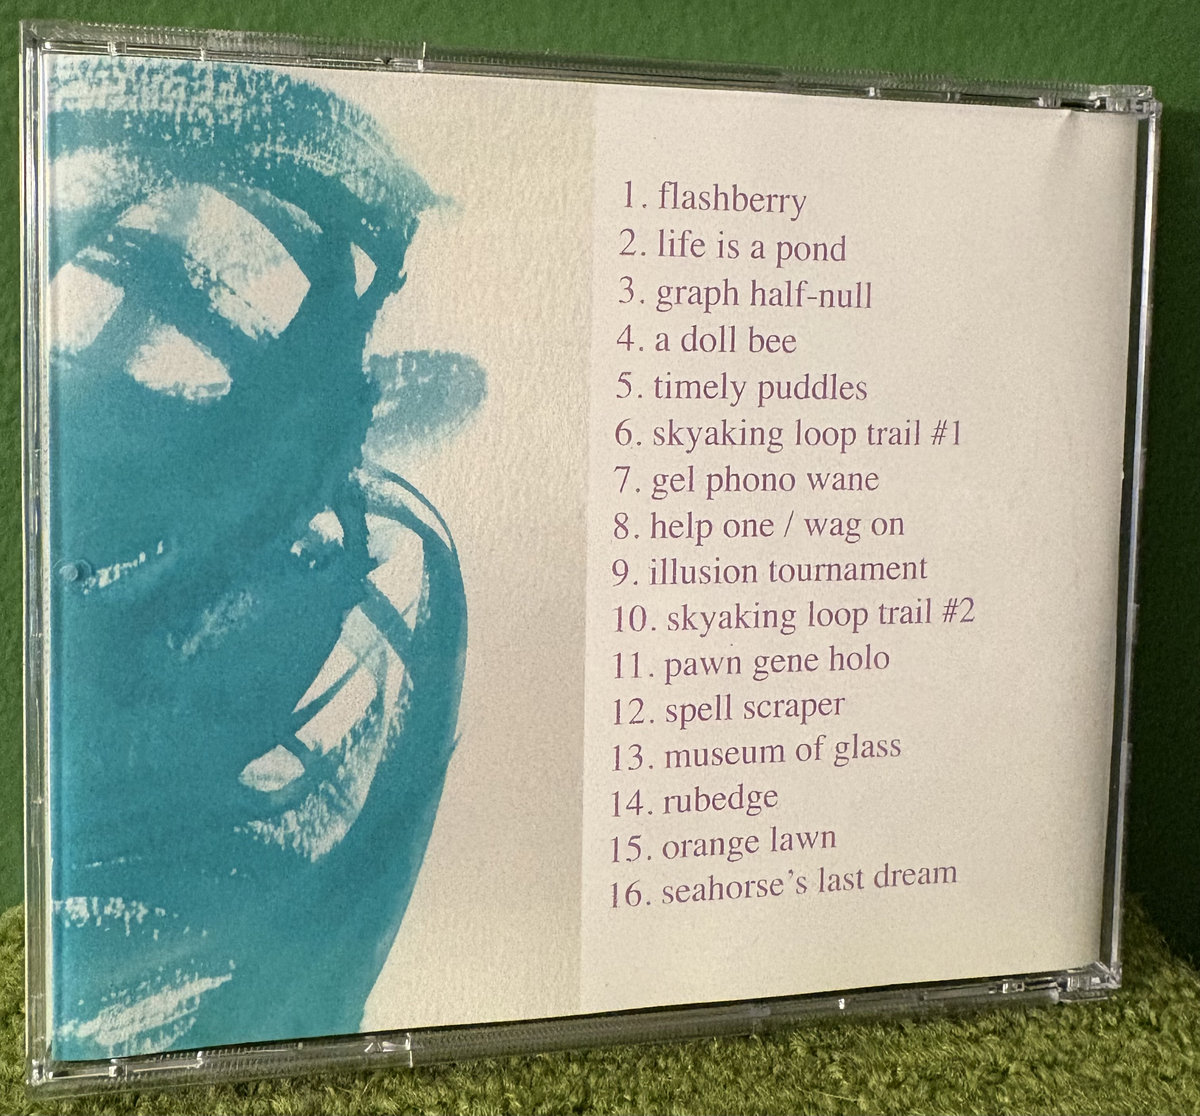 1. flashberry
2. life is a pond
3. graph half-null
4. a doll bee
5. timely puddles
6. skyaking loop trail #1
7. gel phono wane
8. help one / wag on
9. illusion tournament
10. skyaking loop trail #2
11. pawn gene holo
12. spell scraper
13. museum of glass
14. rubedge
15. orange lawn
16. seahorse’s last dream